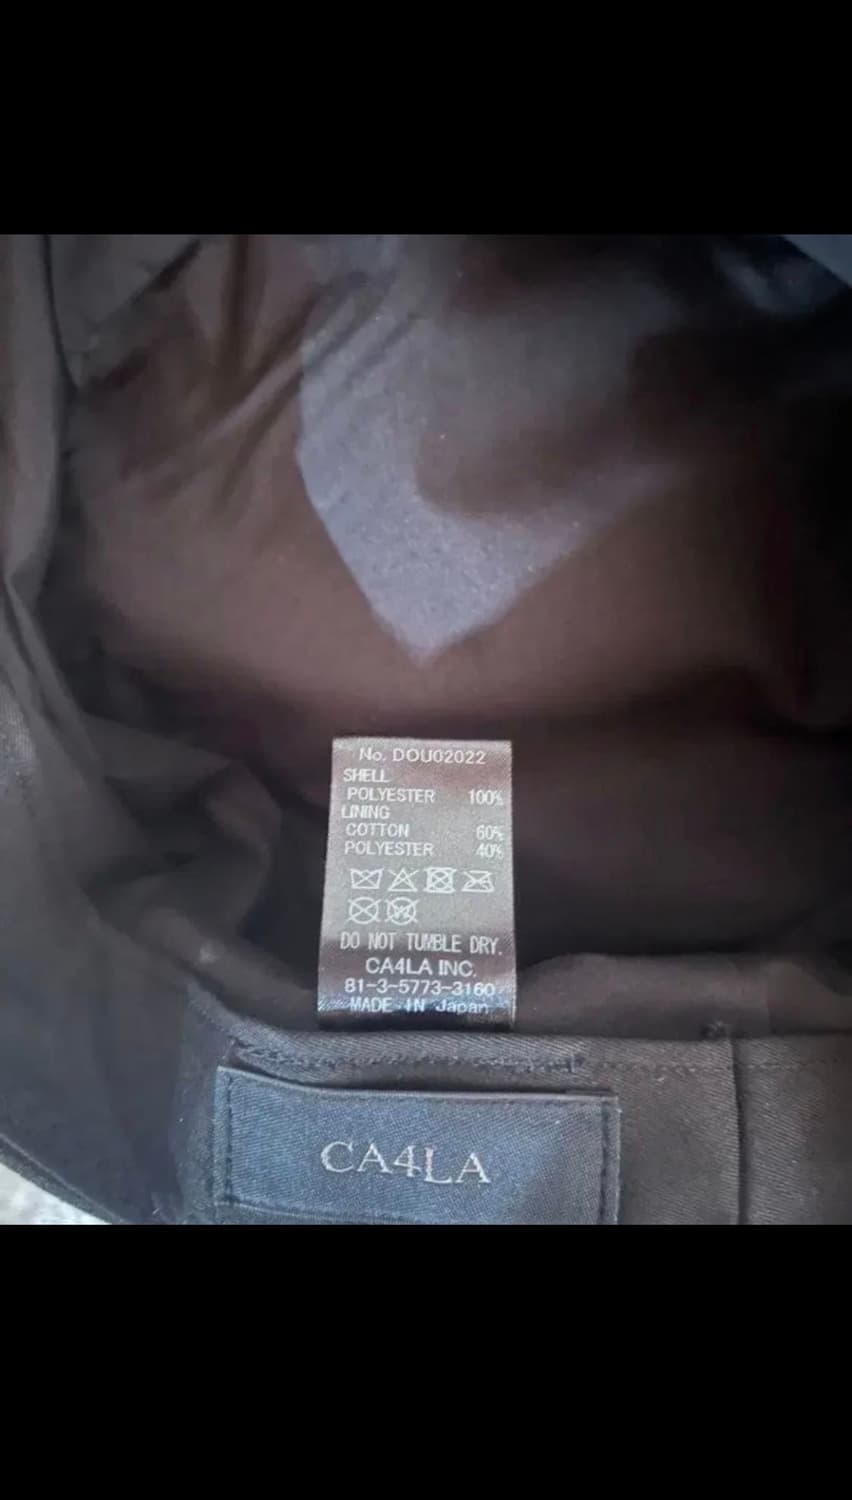 No. DOU02022
SHELL
POLYESTER 100%
LINING
COTTON 60%
POLYESTER 40%
DO NOT TUMBLE DRY.
CA4LA INC.
81-3-5773-3160
MADE IN Japan
CA4LA